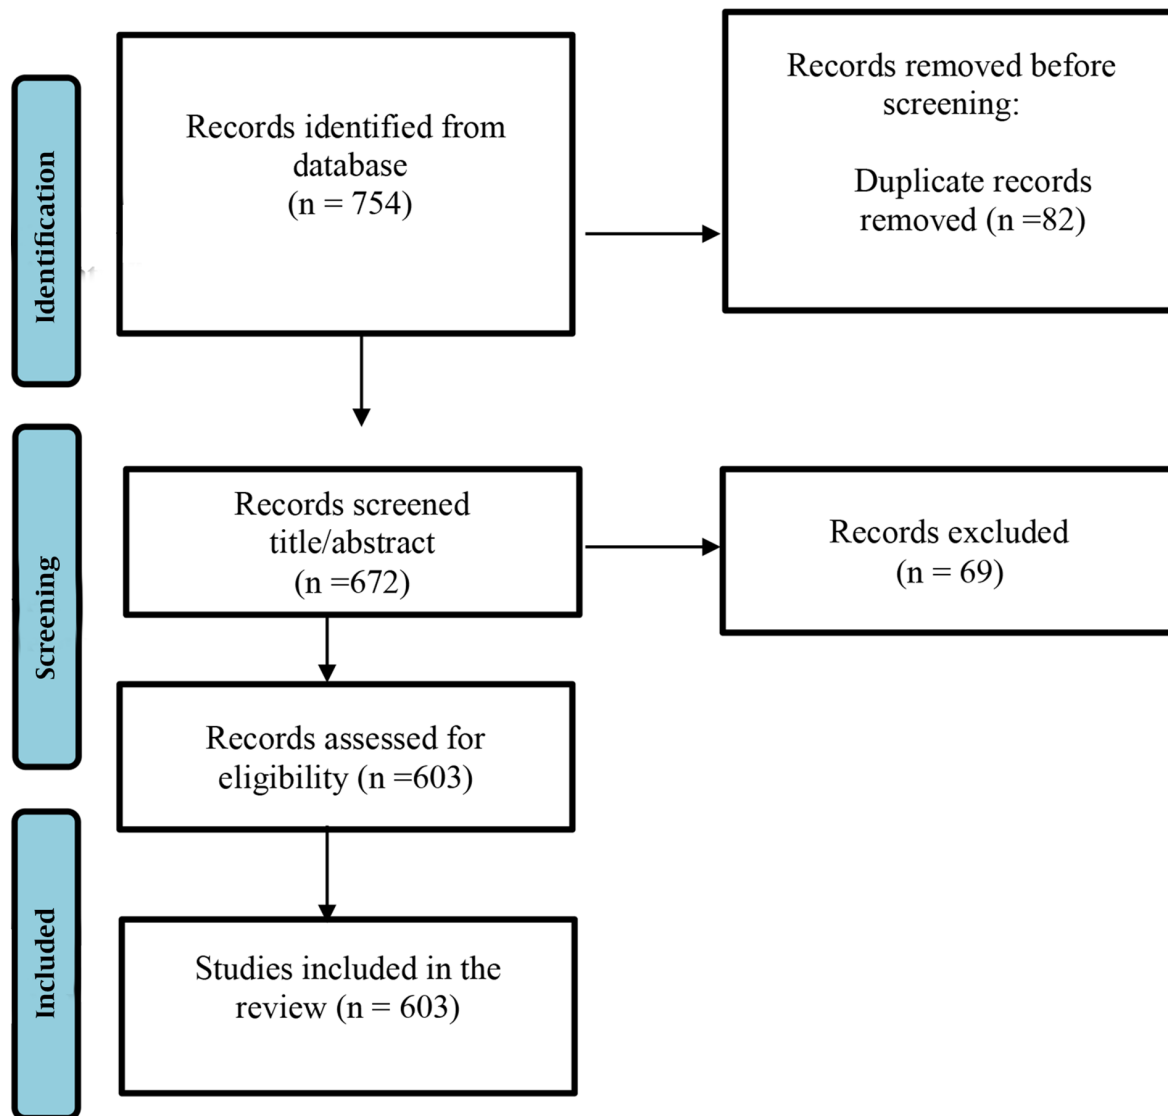 Identification
Records identified from
database
(n = 754)
Records removed before
screening:
Duplicate records
removed (n =82)
Screening
Records screened
title/abstract
(n =672)
Records excluded
(n = 69)
Records assessed for
eligibility (n =603)
Included
Studies included in the
review (n = 603)